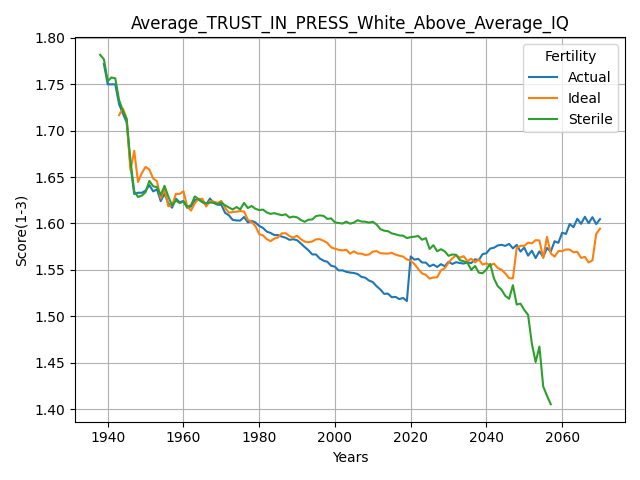 Average_TRUST_IN_PRESS_White_Above_Average_IQ
Fertility
Actual
Ideal
Sterile
Score(1-3)
1.80
1.75
1.70
1.65
1.60
1.55
1.50
1.45
1.40
1940
1960
1980
2000
2020
2040
2060
Years